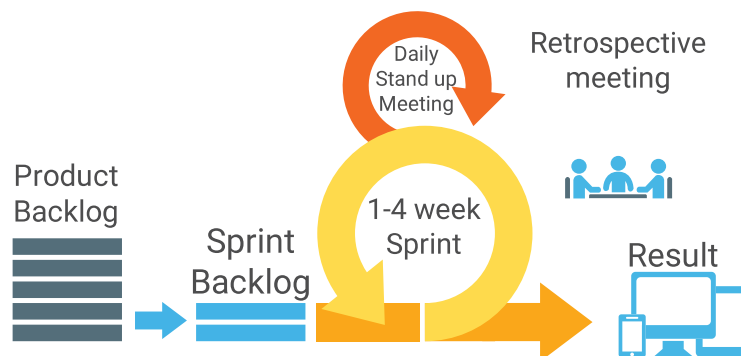 Daily
Stand up
Meeting
Retrospective
meeting
Product
Backlog
1-4 week
Sprint
Sprint
Backlog
Result